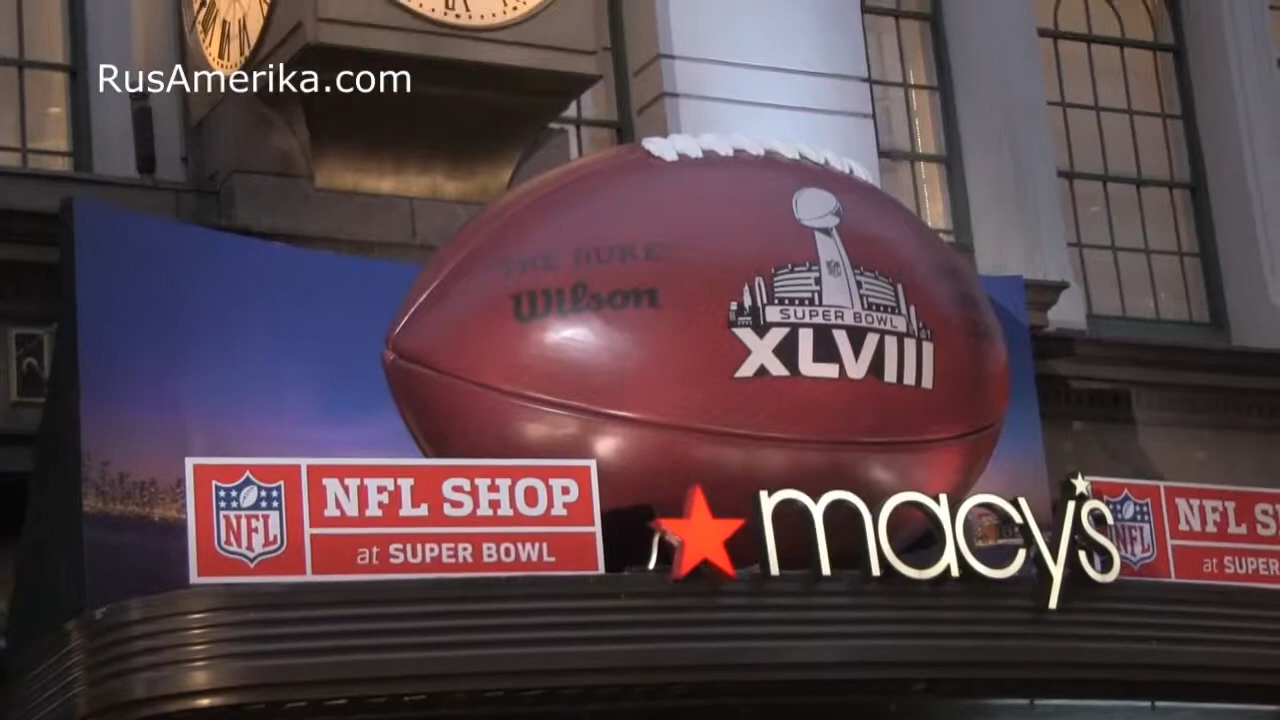 RusAmerika.com
THE DUKE
Wilson
NFL
SUPER BOWL
XLVIII
NFL
NFL SHOP
at SUPER BOWL
macy's
NFL
NFL S
at SUPER